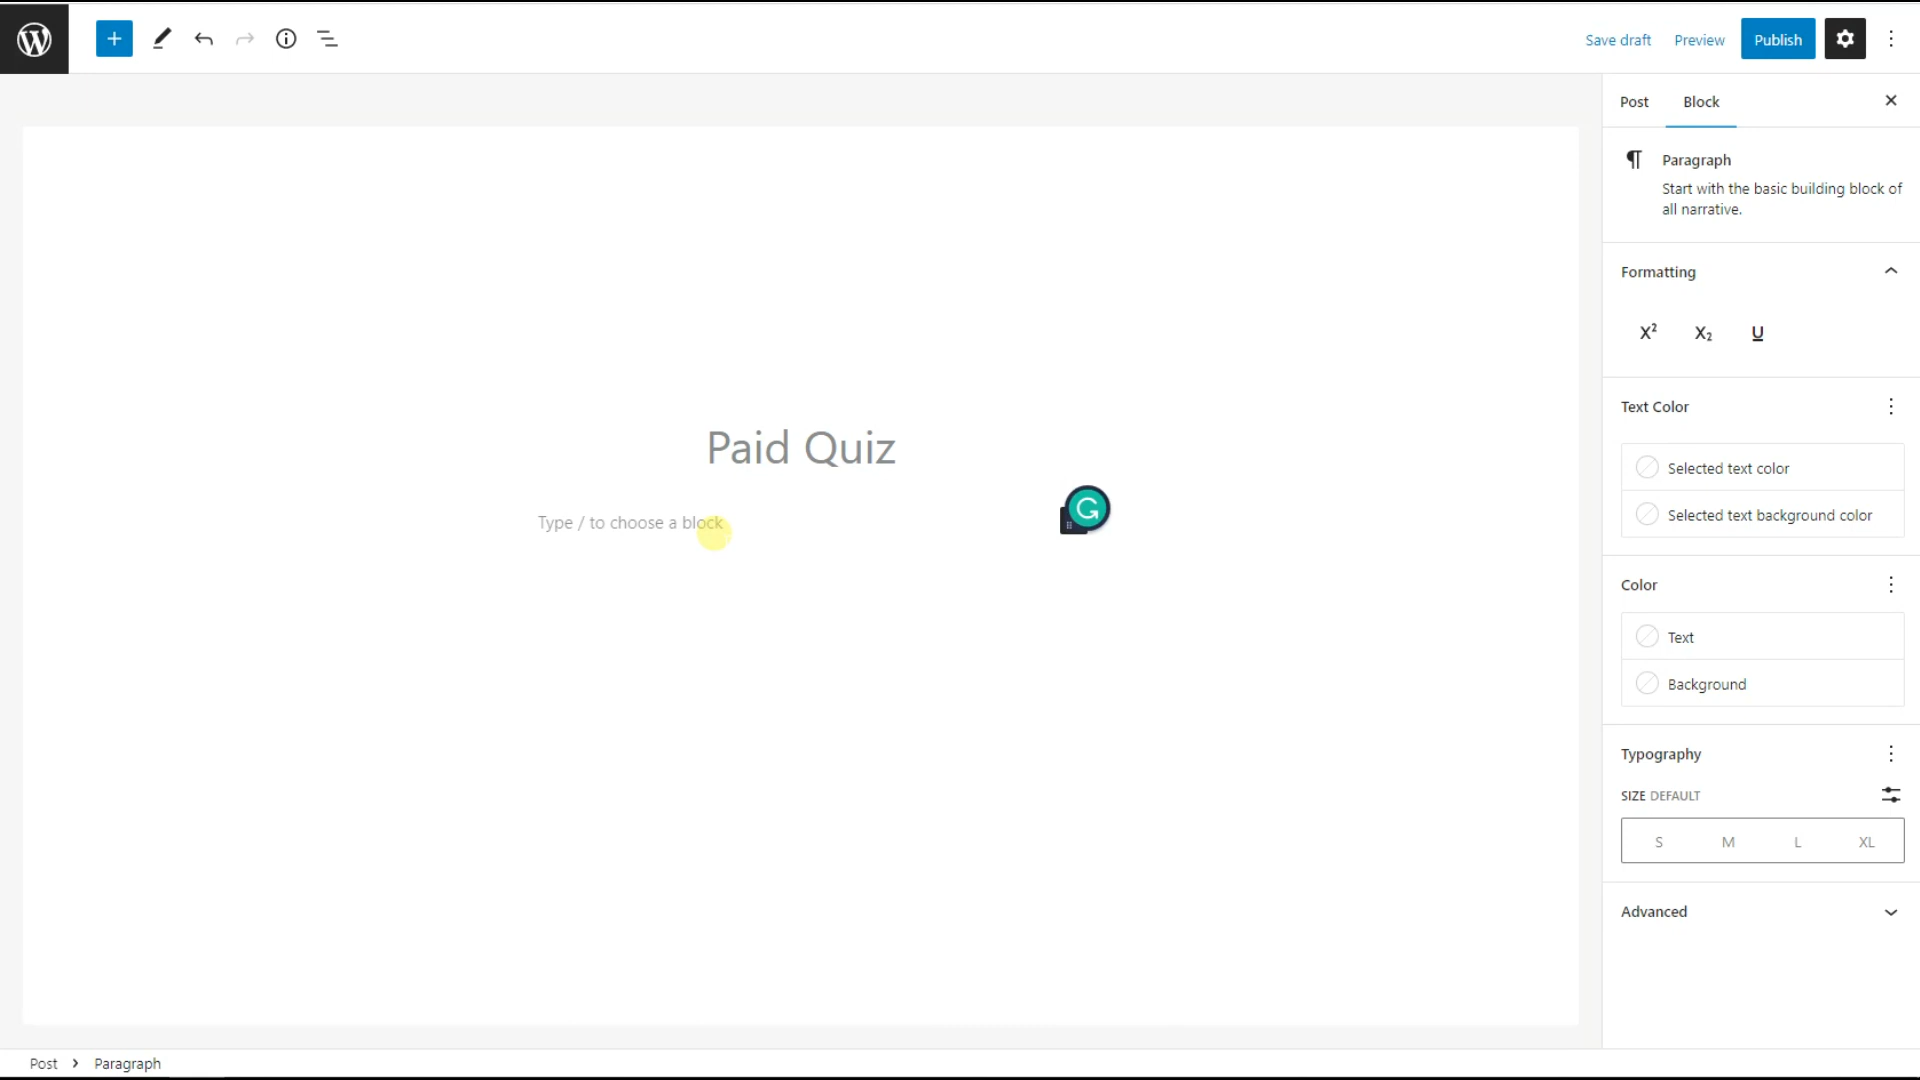 Save draft
Preview
Publish
Post
Block
Paragraph
Start with the basic building block of
all narrative.
Formatting
X²
X₂
U
Text Color
Selected text color
Selected text background color
Color
Text
Background
Typography
SIZE DEFAULT
S M L XL
Advanced
Paid Quiz
Type / to choose a block
Post > Paragraph